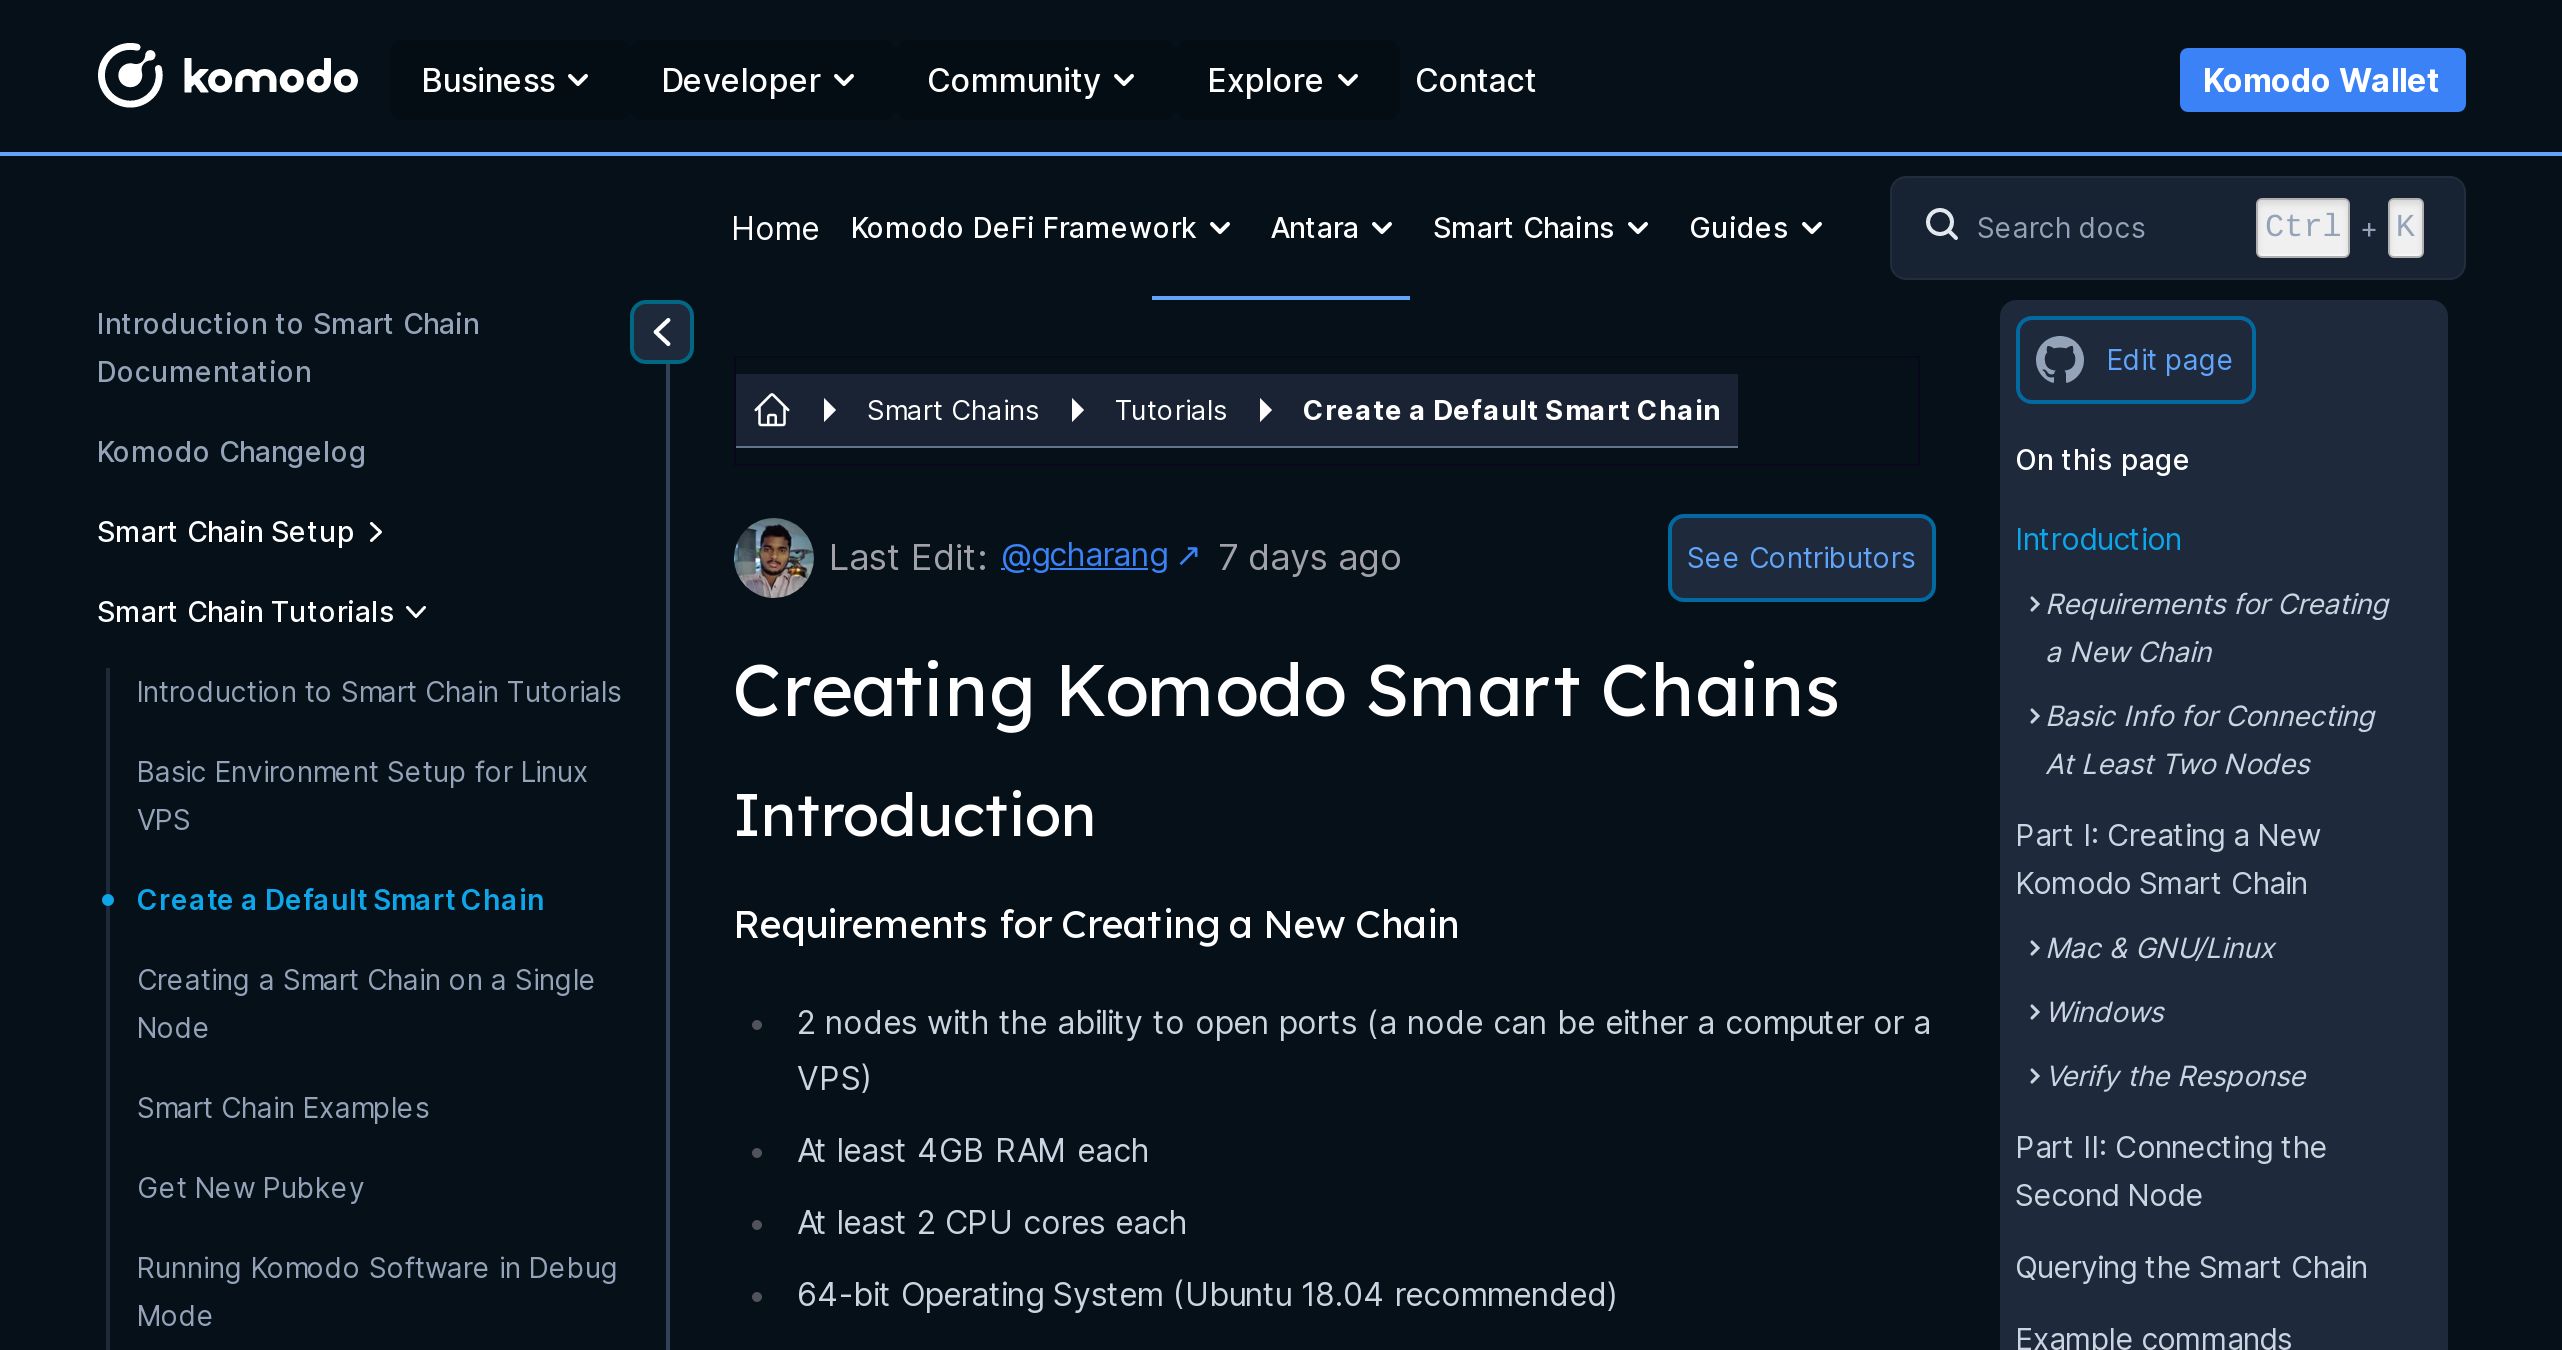 komodo
Business
Developer
Community
Explore
Contact
Komodo Wallet
Home
Komodo DeFi Framework
Antara
Smart Chains
Guides
Search docs
Ctrl + K
Introduction to Smart Chain
Documentation
Komodo Changelog
Smart Chain Setup
Smart Chain Tutorials
Introduction to Smart Chain Tutorials
Basic Environment Setup for Linux
VPS
Create a Default Smart Chain
Creating a Smart Chain on a Single
Node
Smart Chain Examples
Get New Pubkey
Running Komodo Software in Debug
Mode
Smart Chains
Tutorials
Create a Default Smart Chain
Last Edit: @gcharang ↗ 7 days ago
See Contributors
Creating Komodo Smart Chains
Introduction
Requirements for Creating a New Chain
2 nodes with the ability to open ports (a node can be either a computer or a
VPS)
At least 4GB RAM each
At least 2 CPU cores each
64-bit Operating System (Ubuntu 18.04 recommended)
Edit page
On this page
Introduction
Requirements for Creating
a New Chain
Basic Info for Connecting
At Least Two Nodes
Part I: Creating a New
Komodo Smart Chain
Mac & GNU/Linux
Windows
Verify the Response
Part II: Connecting the
Second Node
Querying the Smart Chain
Example commands